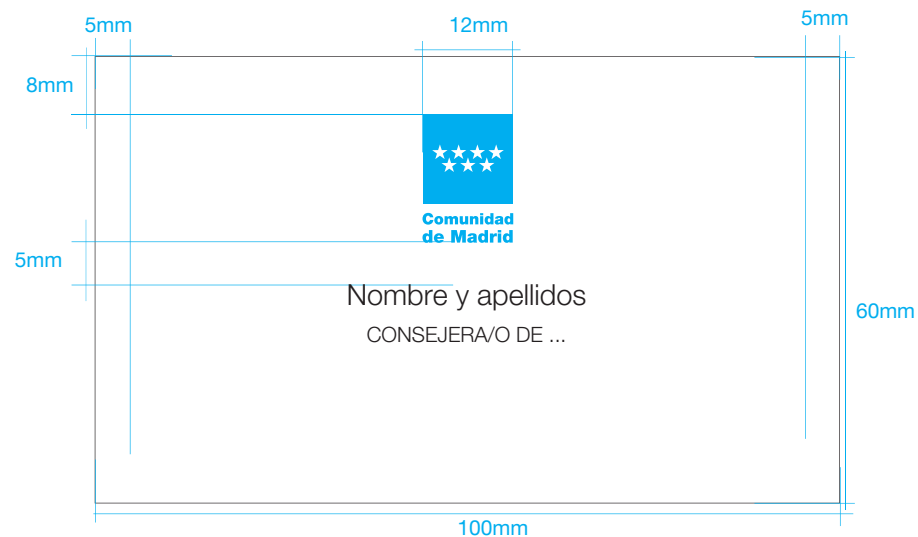 5mm
12mm
5mm
8mm
Comunidad
de Madrid
5mm
Nombre y apellidos
60mm
CONSEJERA/O DE ...
100mm